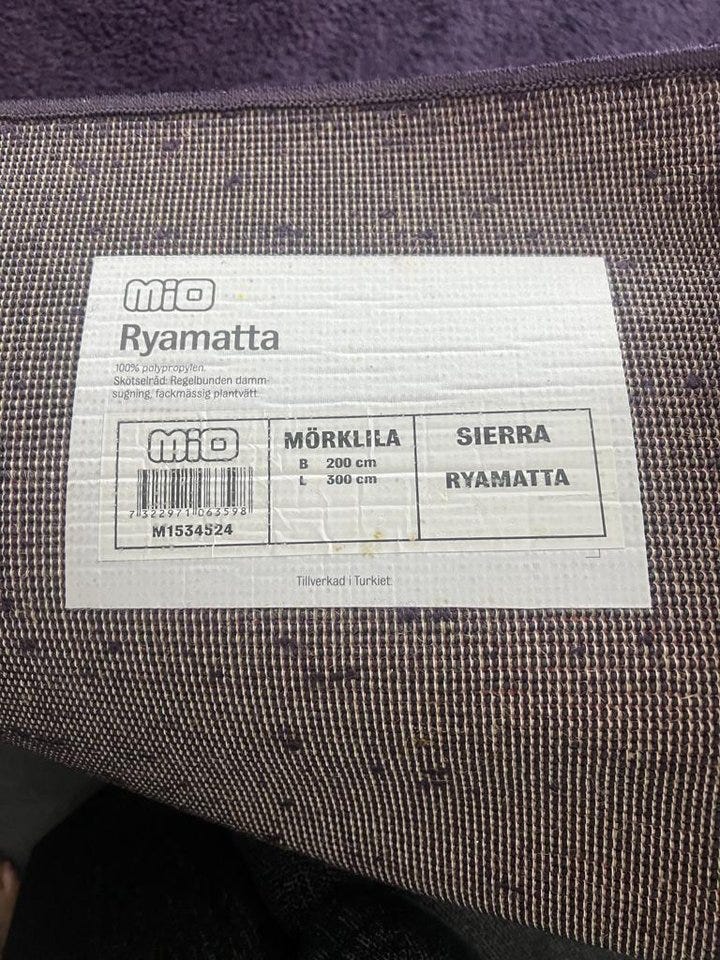 mio
Ryamatta
100% polypropylen.
Skötselråd: Regelbunden damm-
sugning, fackmässig plantvätt.
mio
7 322971 063598
M1534524
MÖRKLILA
B 200 cm
L 300 cm
SIERRA
RYAMATTA
Tillverkad i Turkiet.